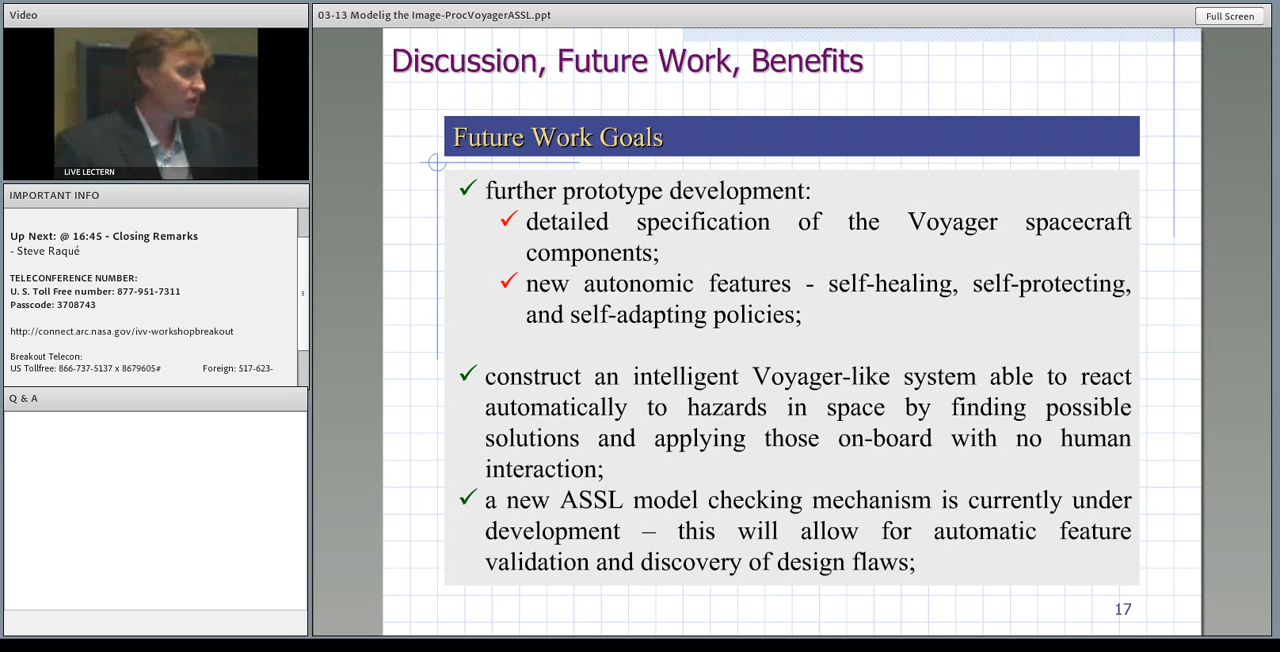 Video
LIVE LECTERN
IMPORTANT INFO
Up Next: @ 16:45 - Closing Remarks
- Steve Raqué
TELECONFERENCE NUMBER:
U. S. Toll Free number: 877-951-7311
Passcode: 3708743
http://connect.arc.nasa.gov/ivv-workshopbreakout
Breakout Telecon:
US Tollfree: 866-737-5137 x 8679605# Foreign: 517-623-
Q & A
03-13 Modelig the Image-ProcVoyagerASSL.ppt
Full Screen
Discussion, Future Work, Benefits
Future Work Goals
further prototype development:
detailed specification of the Voyager spacecraft
components;
new autonomic features - self-healing, self-protecting,
and self-adapting policies;
construct an intelligent Voyager-like system able to react
automatically to hazards in space by finding possible
solutions and applying those on-board with no human
interaction;
a new ASSL model checking mechanism is currently under
development – this will allow for automatic feature
validation and discovery of design flaws;
17